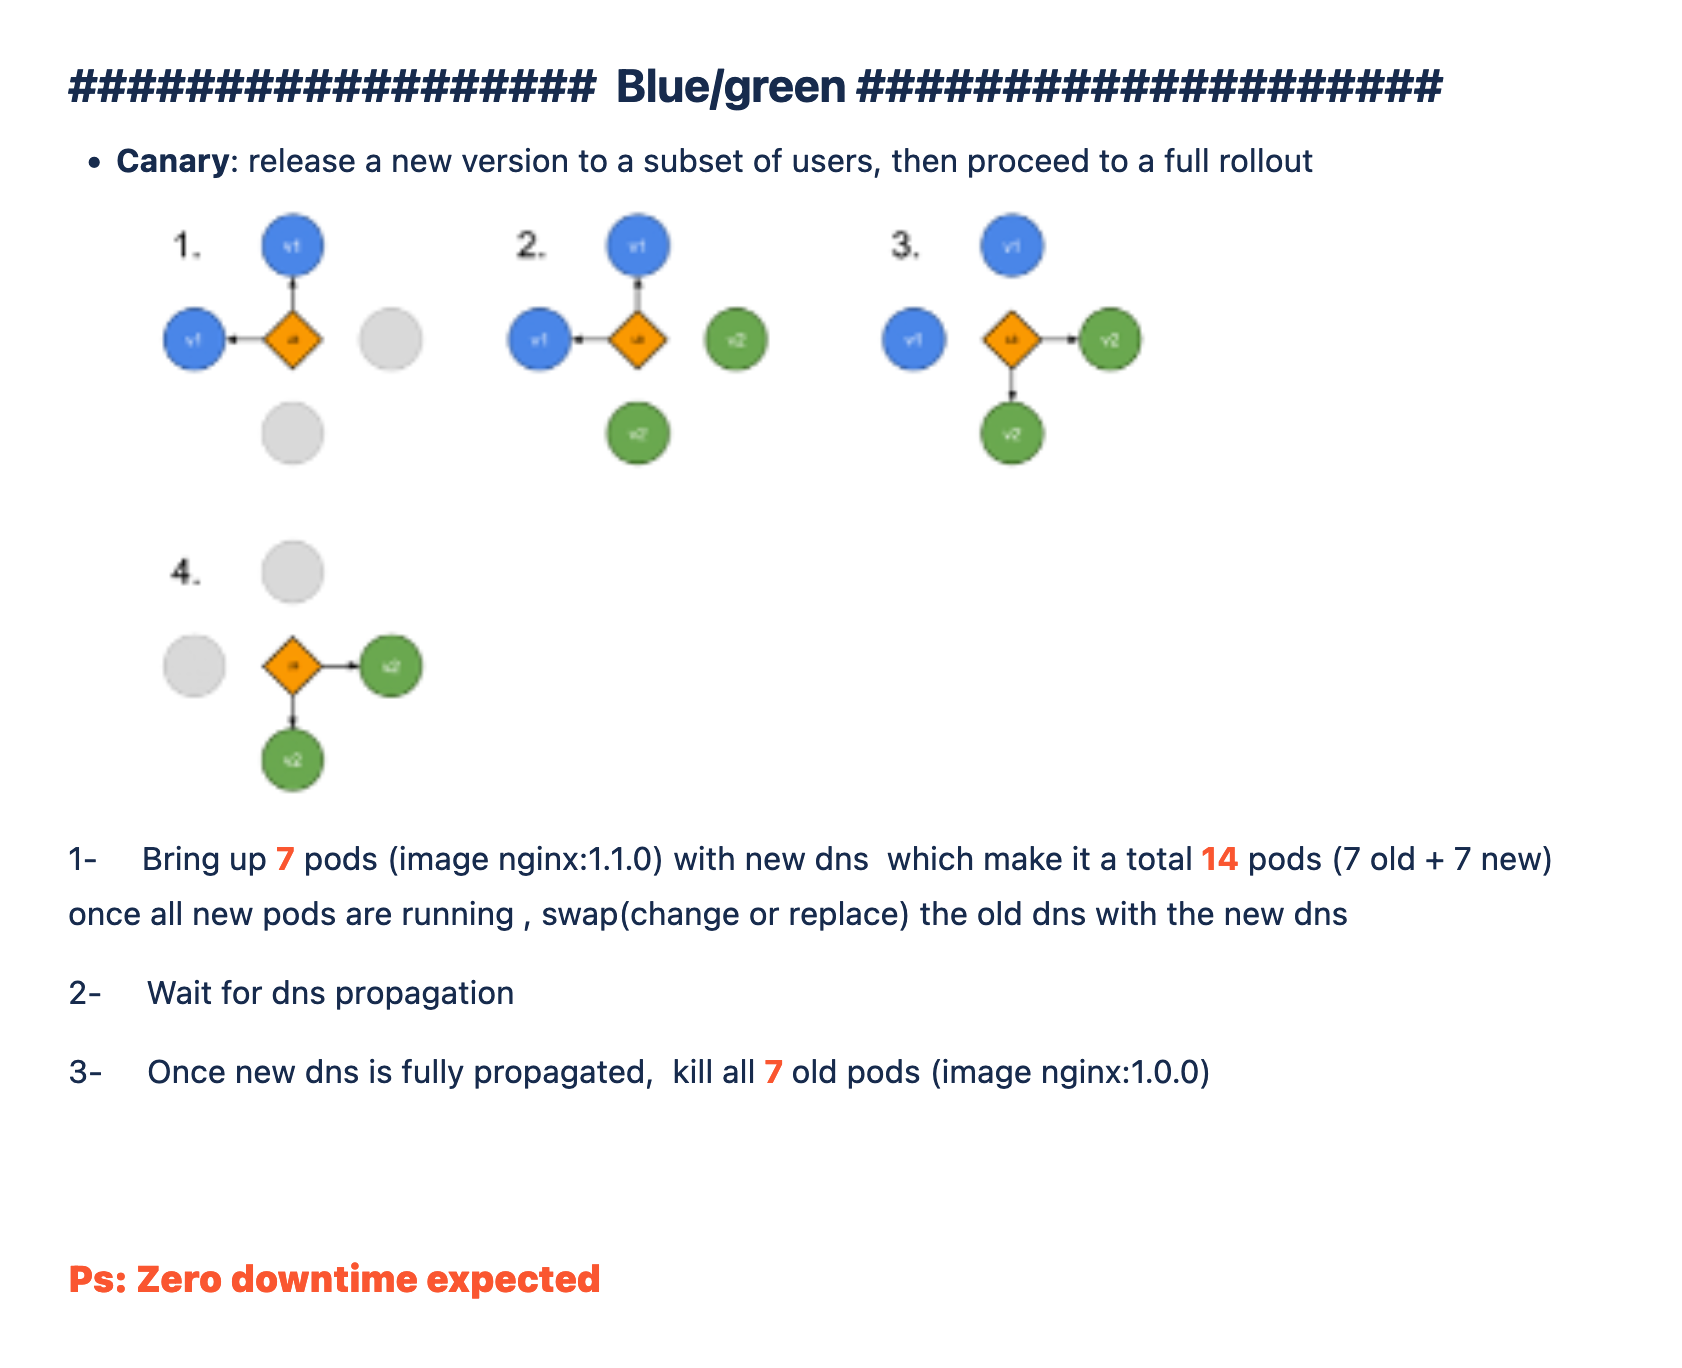 ################## Blue/green ####################
• Canary: release a new version to a subset of users, then proceed to a full rollout
1. v1 2. v1 3. v1
v1 v1 v2 v1 v2
v2 v2
4.
v2
v2
1- Bring up 7 pods (image nginx:1.1.0) with new dns which make it a total 14 pods (7 old + 7 new)
once all new pods are running , swap(change or replace) the old dns with the new dns
2- Wait for dns propagation
3- Once new dns is fully propagated, kill all 7 old pods (image nginx:1.0.0)
Ps: Zero downtime expected